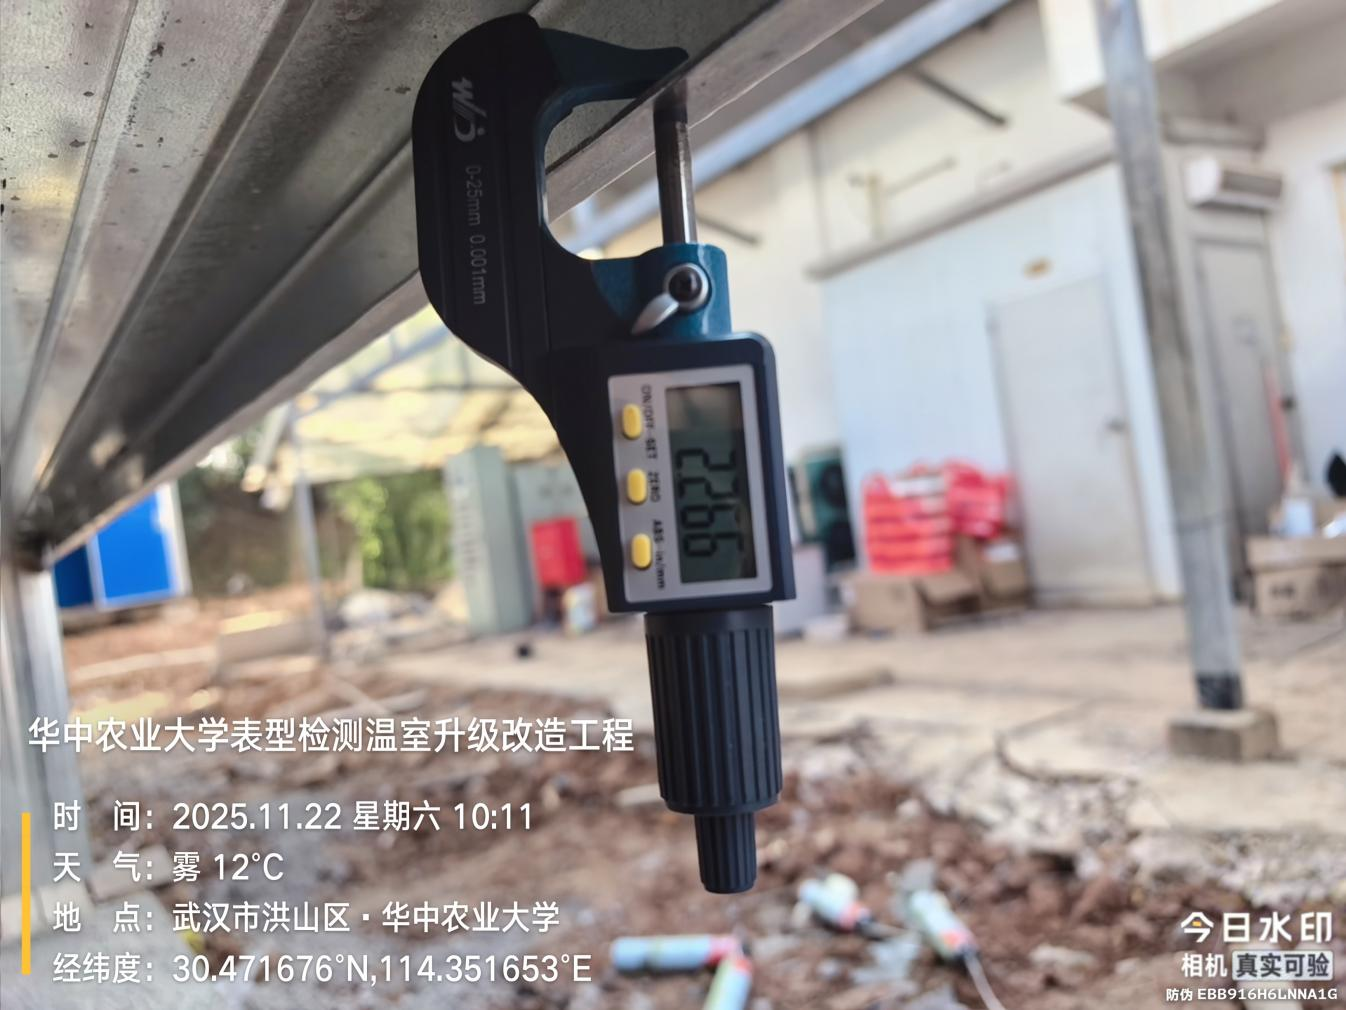 0-25mm 0.001mm
ON/OFF·SET
ZERO
ABS·in/mm
华中农业大学表型检测温室升级改造工程
时 间：2025.11.22 星期六 10:11
天 气：雾 12℃
地 点：武汉市洪山区·华中农业大学
经纬度：30.471676°N,114.351653°E
今日水印
相机 真实可验
防伪 EBB916H6LNNA1G